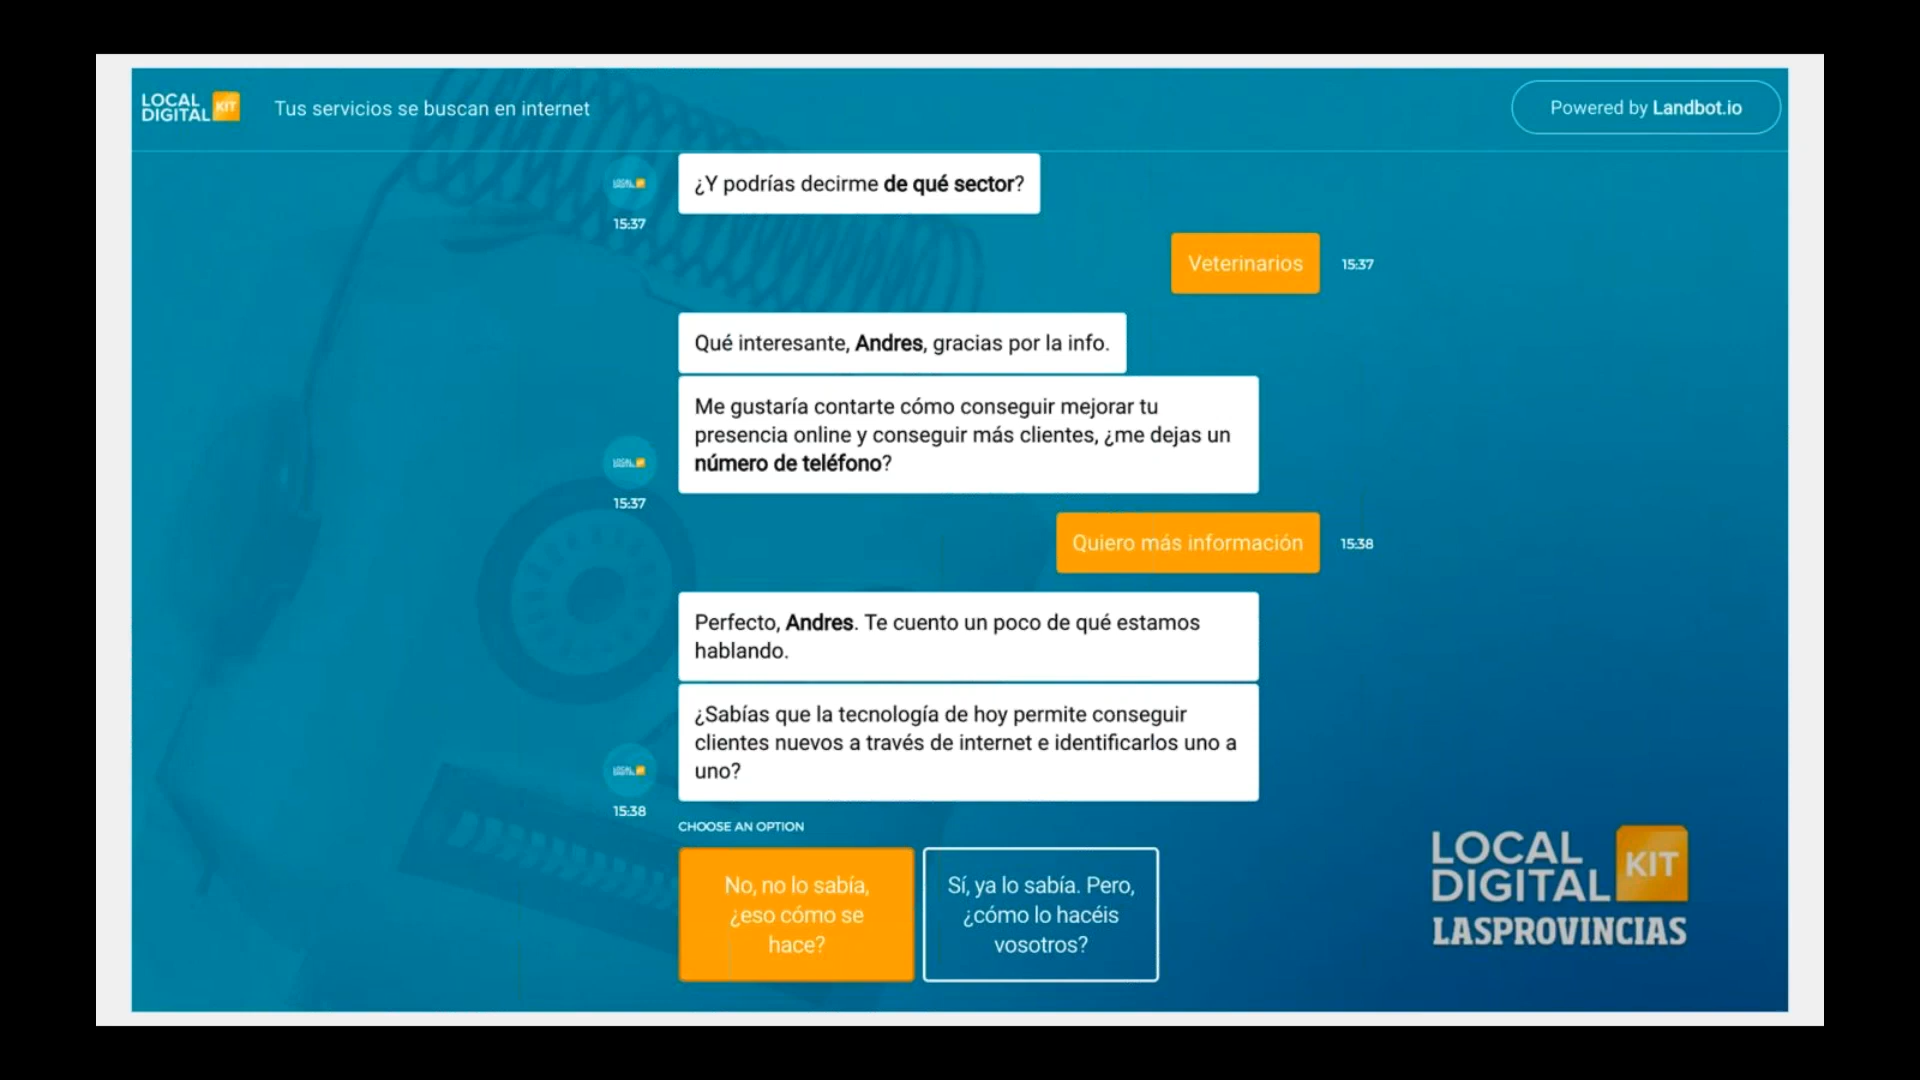 LOCAL
DIGITAL KIT
Tus servicios se buscan en internet
Powered by Landbot.io
¿Y podrías decirme de qué sector?
15:37
Veterinarios
15:37
Qué interesante, Andres, gracias por la info.
Me gustaría contarte cómo conseguir mejorar tu
presencia online y conseguir más clientes, ¿me dejas un
número de teléfono?
15:37
Quiero más información
15:38
Perfecto, Andres. Te cuento un poco de qué estamos
hablando.
¿Sabías que la tecnología de hoy permite conseguir
clientes nuevos a través de internet e identificarlos uno a
uno?
15:38
CHOOSE AN OPTION
No, no lo sabía,
¿eso cómo se
hace?
Sí, ya lo sabía. Pero,
¿cómo lo hacéis
vosotros?
LOCAL
DIGITAL KIT
LASPROVINCIAS